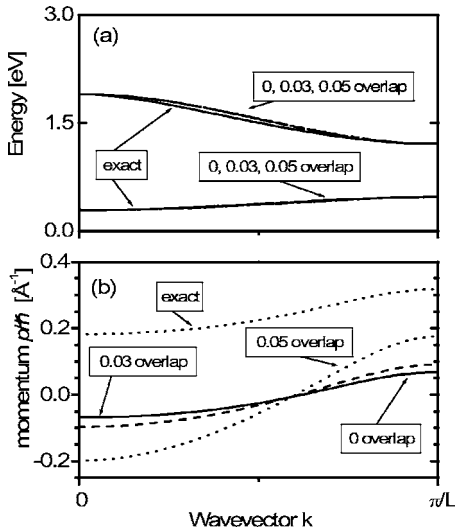 (a)
3.0
1.5
0.0
Energy [eV]
0, 0.03, 0.05 overlap
exact
0, 0.03, 0.05 overlap
(b)
0.4
0.2
0.0
-0.2
momentum p/ħ [Å⁻¹]
exact
0.05 overlap
0.03 overlap
0 overlap
0
π/L
Wavevector k